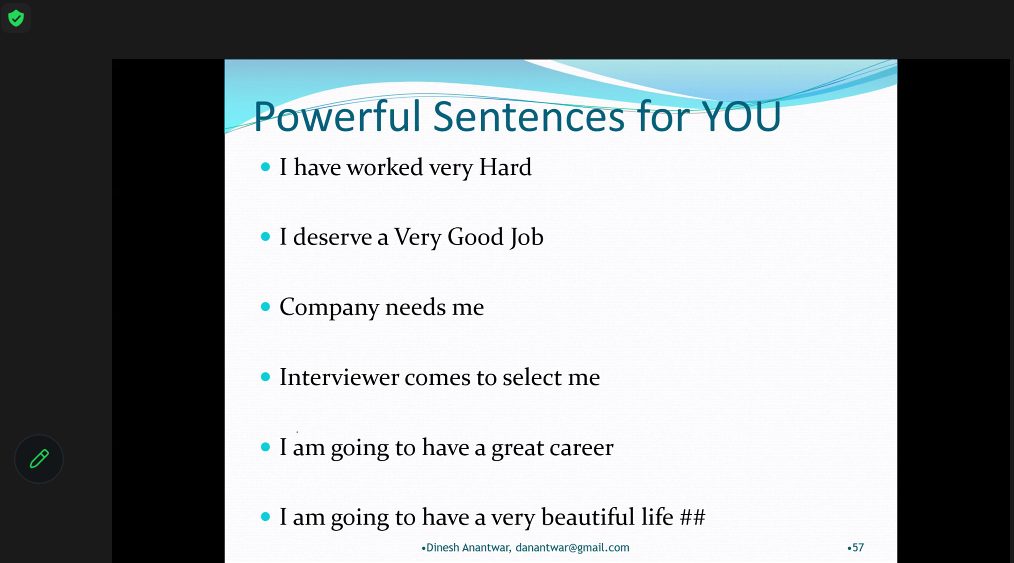 Powerful Sentences for YOU
•I have worked very Hard
•I deserve a Very Good Job
•Company needs me
•Interviewer comes to select me
•I am going to have a great career
•I am going to have a very beautiful life ##
•Dinesh Anantwar, danantwar@gmail.com
•57